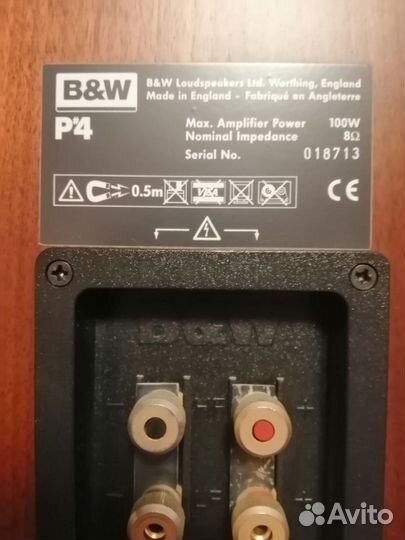 B&W
B&W Loudspeakers Ltd. Worthing, England
Made in England - Fabriqué en Angleterre
P4
Max. Amplifier Power 100W
Nominal Impedance 8Ω
Serial No. 018713
0.5m
VISA
CE
B&W
Avito